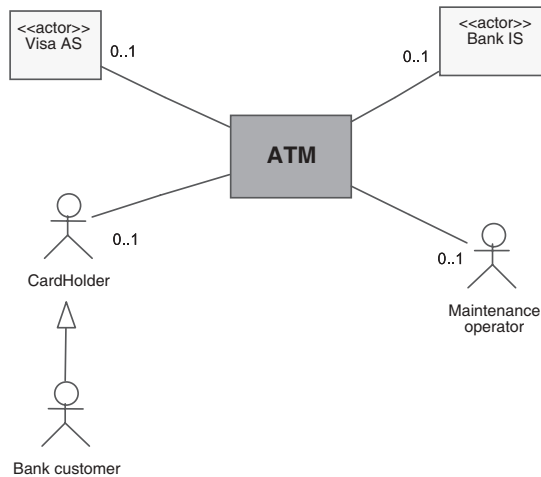 <<actor>>
Visa AS
0..1
<<actor>>
Bank IS
0..1
ATM
0..1
CardHolder
0..1
Maintenance
operator
Bank customer